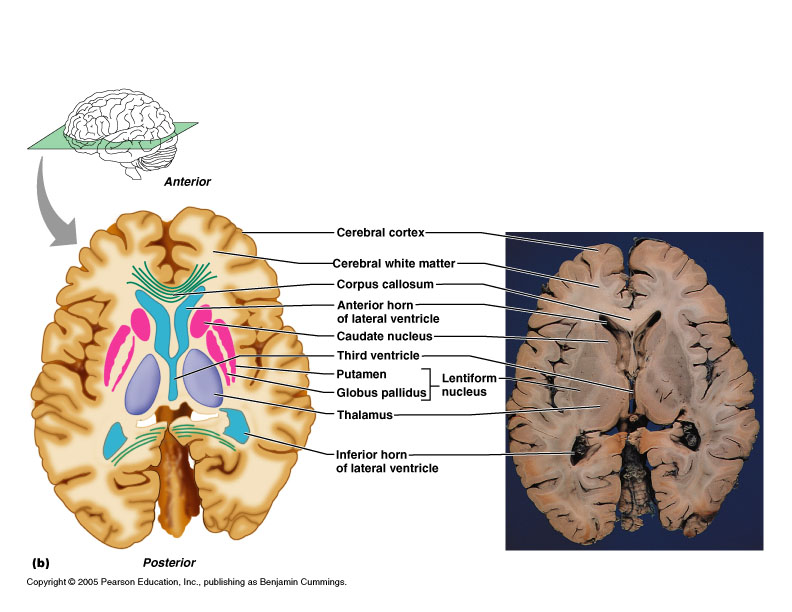 Anterior
Cerebral cortex
Cerebral white matter
Corpus callosum
Anterior horn
of lateral ventricle
Caudate nucleus
Third ventricle
Putamen
Globus pallidus
Lentiform
nucleus
Thalamus
Inferior horn
of lateral ventricle
(b)
Posterior
Copyright © 2005 Pearson Education, Inc., publishing as Benjamin Cummings.